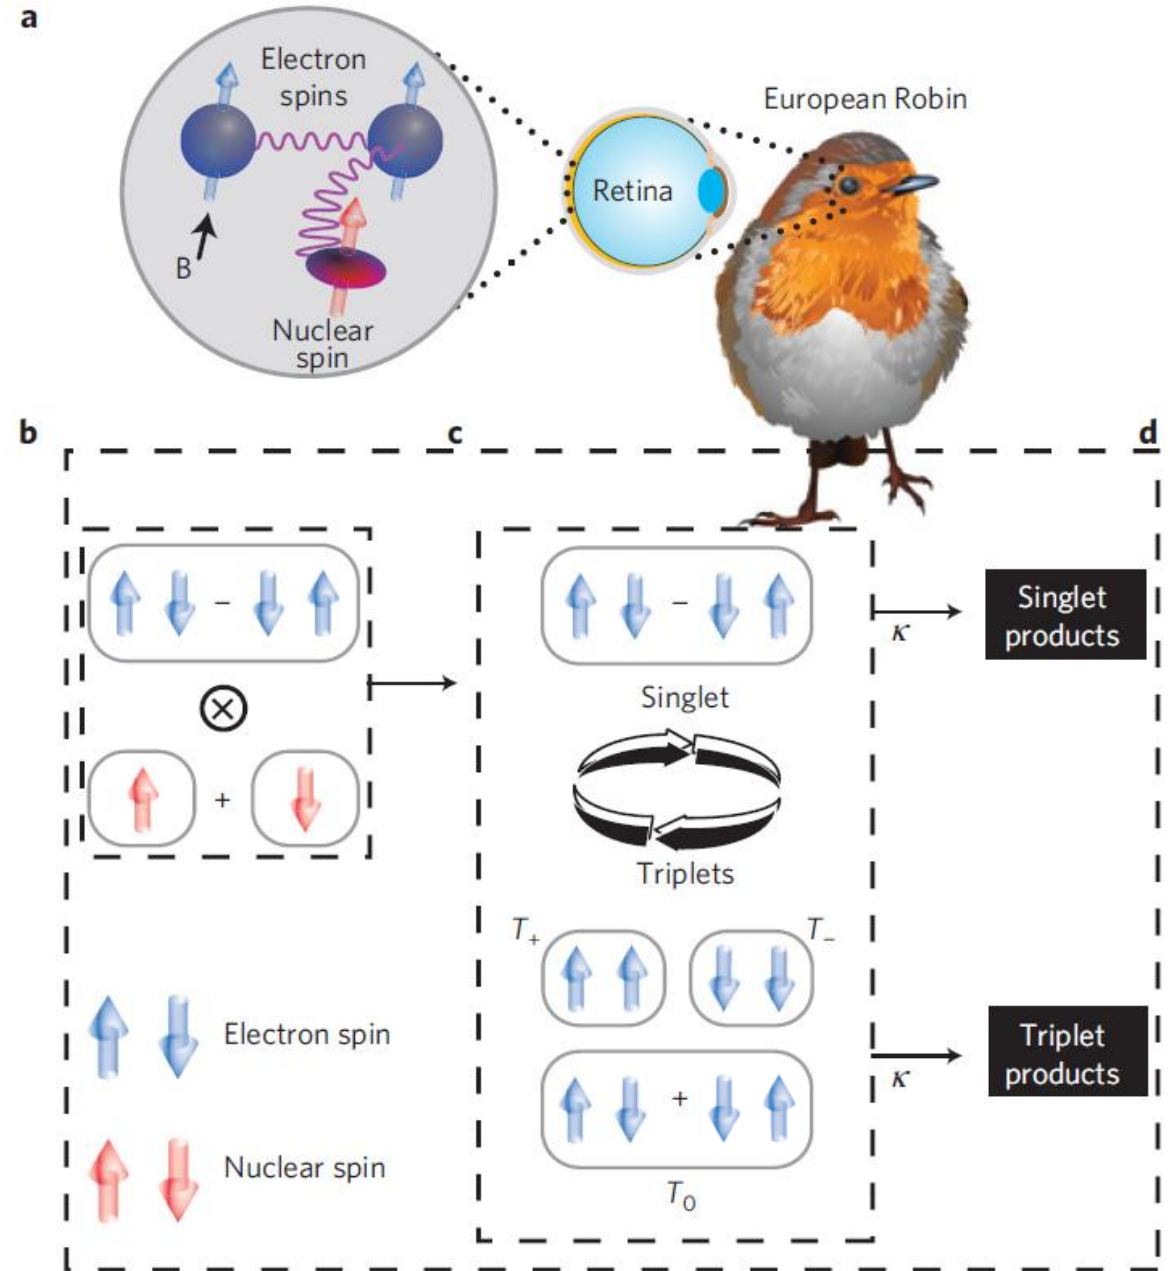 a
Electron
spins
European Robin
Retina
B
Nuclear
spin
b
c
d
−
−
Singlet
products
κ
⊗
Singlet
+
Triplets
T₊
T₋
Electron spin
Triplet
products
κ
+
Nuclear spin
T₀